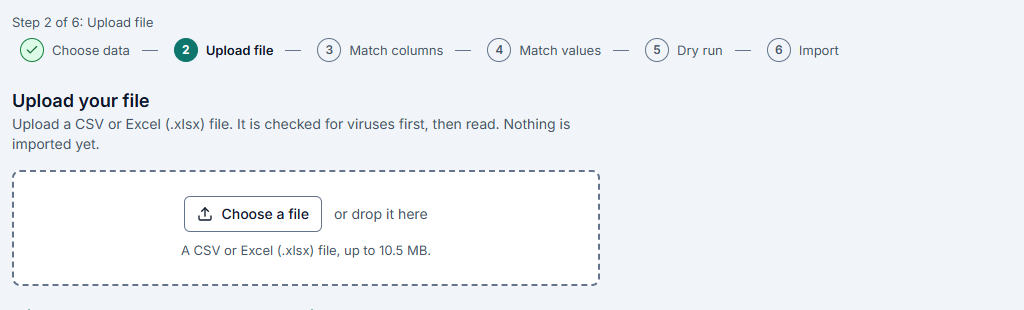 Step 2 of 6: Upload file
Choose data — 2 Upload file — 3 Match columns — 4 Match values — 5 Dry run — 6 Import
Upload your file
Upload a CSV or Excel (.xlsx) file. It is checked for viruses first, then read. Nothing is
imported yet.
Choose a file or drop it here
A CSV or Excel (.xlsx) file, up to 10.5 MB.